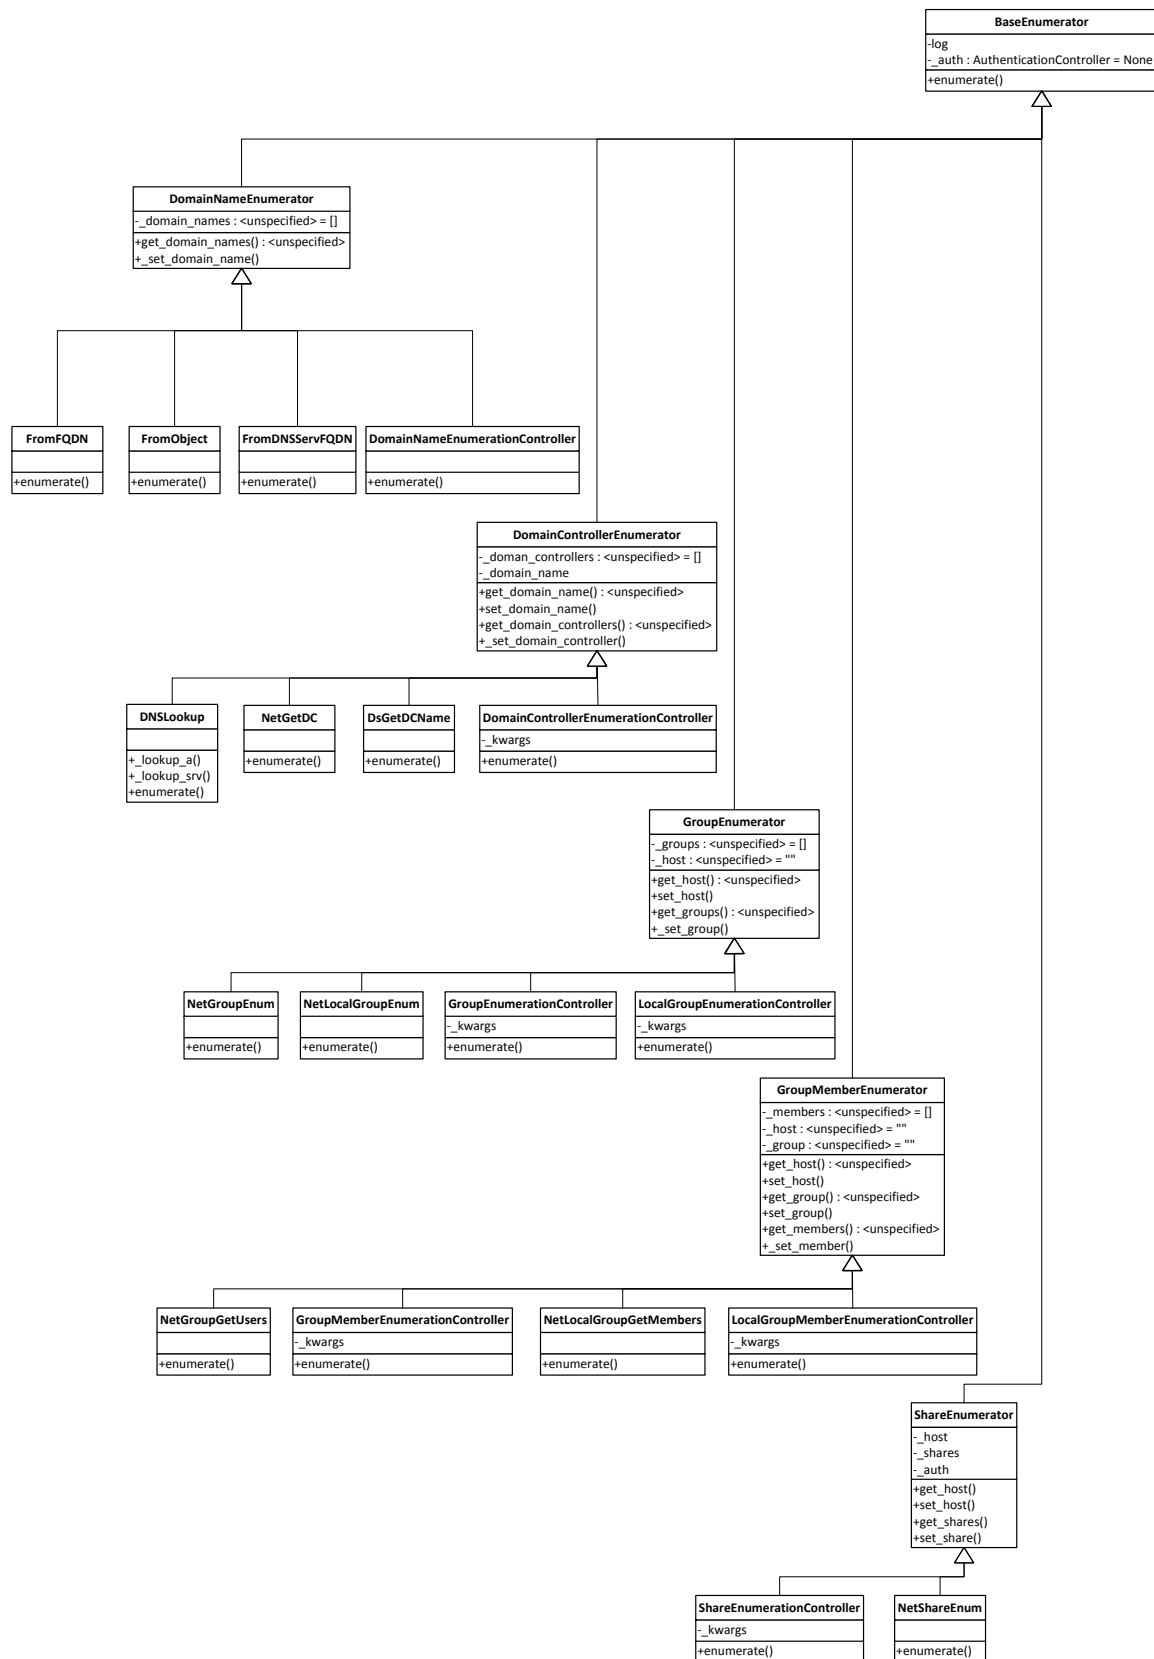 BaseEnumerator
-log
-_auth : AuthenticationController = None
+enumerate()
DomainNameEnumerator
-_domain_names : <unspecified> = []
+get_domain_names() : <unspecified>
+_set_domain_name()
FromFQDN
+enumerate()
FromObject
+enumerate()
FromDNSServFQDN
+enumerate()
DomainNameEnumerationController
+enumerate()
DomainControllerEnumerator
-_doman_controllers : <unspecified> = []
-_domain_name
+get_domain_name() : <unspecified>
+set_domain_name()
+get_domain_controllers() : <unspecified>
+_set_domain_controller()
DNSLookup
+_lookup_a()
+_lookup_srv()
+enumerate()
NetGetDC
+enumerate()
DsGetDCName
+enumerate()
DomainControllerEnumerationController
-_kwargs
+enumerate()
GroupEnumerator
-_groups : <unspecified> = []
-_host : <unspecified> = ""
+get_host() : <unspecified>
+set_host()
+get_groups() : <unspecified>
+_set_group()
NetGroupEnum
+enumerate()
NetLocalGroupEnum
+enumerate()
GroupEnumerationController
-_kwargs
+enumerate()
LocalGroupEnumerationController
-_kwargs
+enumerate()
GroupMemberEnumerator
-_members : <unspecified> = []
-_host : <unspecified> = ""
-_group : <unspecified> = ""
+get_host() : <unspecified>
+set_host()
+get_group() : <unspecified>
+set_group()
+get_members() : <unspecified>
+_set_member()
NetGroupGetUsers
+enumerate()
GroupMemberEnumerationController
-_kwargs
+enumerate()
NetLocalGroupGetMembers
+enumerate()
LocalGroupMemberEnumerationController
-_kwargs
+enumerate()
ShareEnumerator
-_host
-_shares
-_auth
+get_host()
+set_host()
+get_shares()
+set_share()
ShareEnumerationController
-_kwargs
+enumerate()
NetShareEnum
+enumerate()